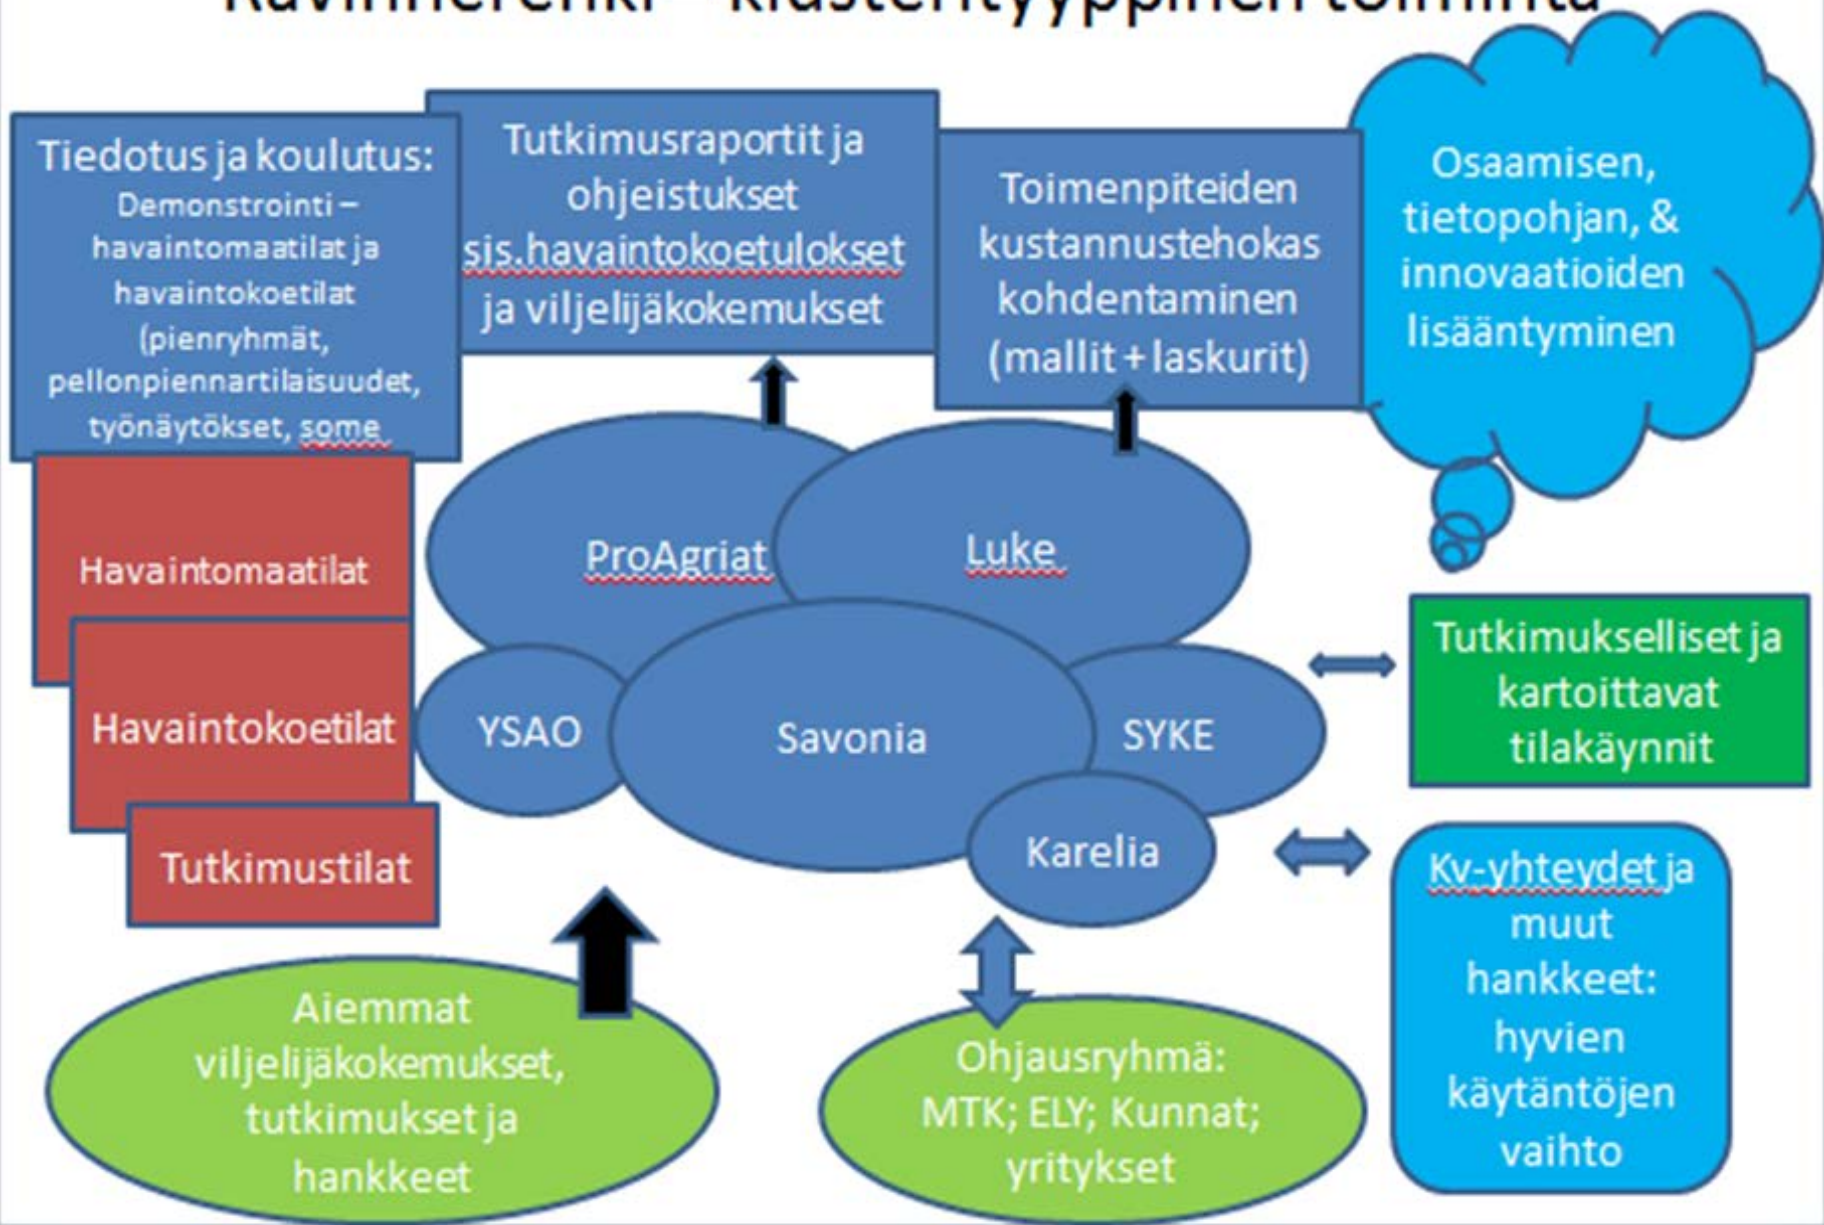 klusterityyppinen toiminta
Tiedotus ja koulutus:
Demonstrointi –
havaintomaatilat ja
havaintokoetilat
(pienryhmät,
pellonpiennartilaisuudet,
työnäytökset, some
Tutkimusraportit ja
ohjeistukset
sis.havaintokoetulokset
ja viljelijäkokemukset
Toimenpiteiden
kustannustehokas
kohdentaminen
(mallit + laskurit)
Osaamisen,
tietopohjan, &
innovaatioiden
lisääntyminen
Havaintomaatilat
Havaintokoetilat
Tutkimustilat
ProAgriat
Luke
YSAO
Savonia
SYKE
Karelia
Tutkimukselliset ja
kartoittavat
tilakäynnit
Kv-yhteydet ja
muut
hankkeet:
hyvien
käytäntöjen
vaihto
Aiemmat
viljelijäkokemukset,
tutkimukset ja
hankkeet
Ohjausryhmä:
MTK; ELY; Kunnat;
yritykset